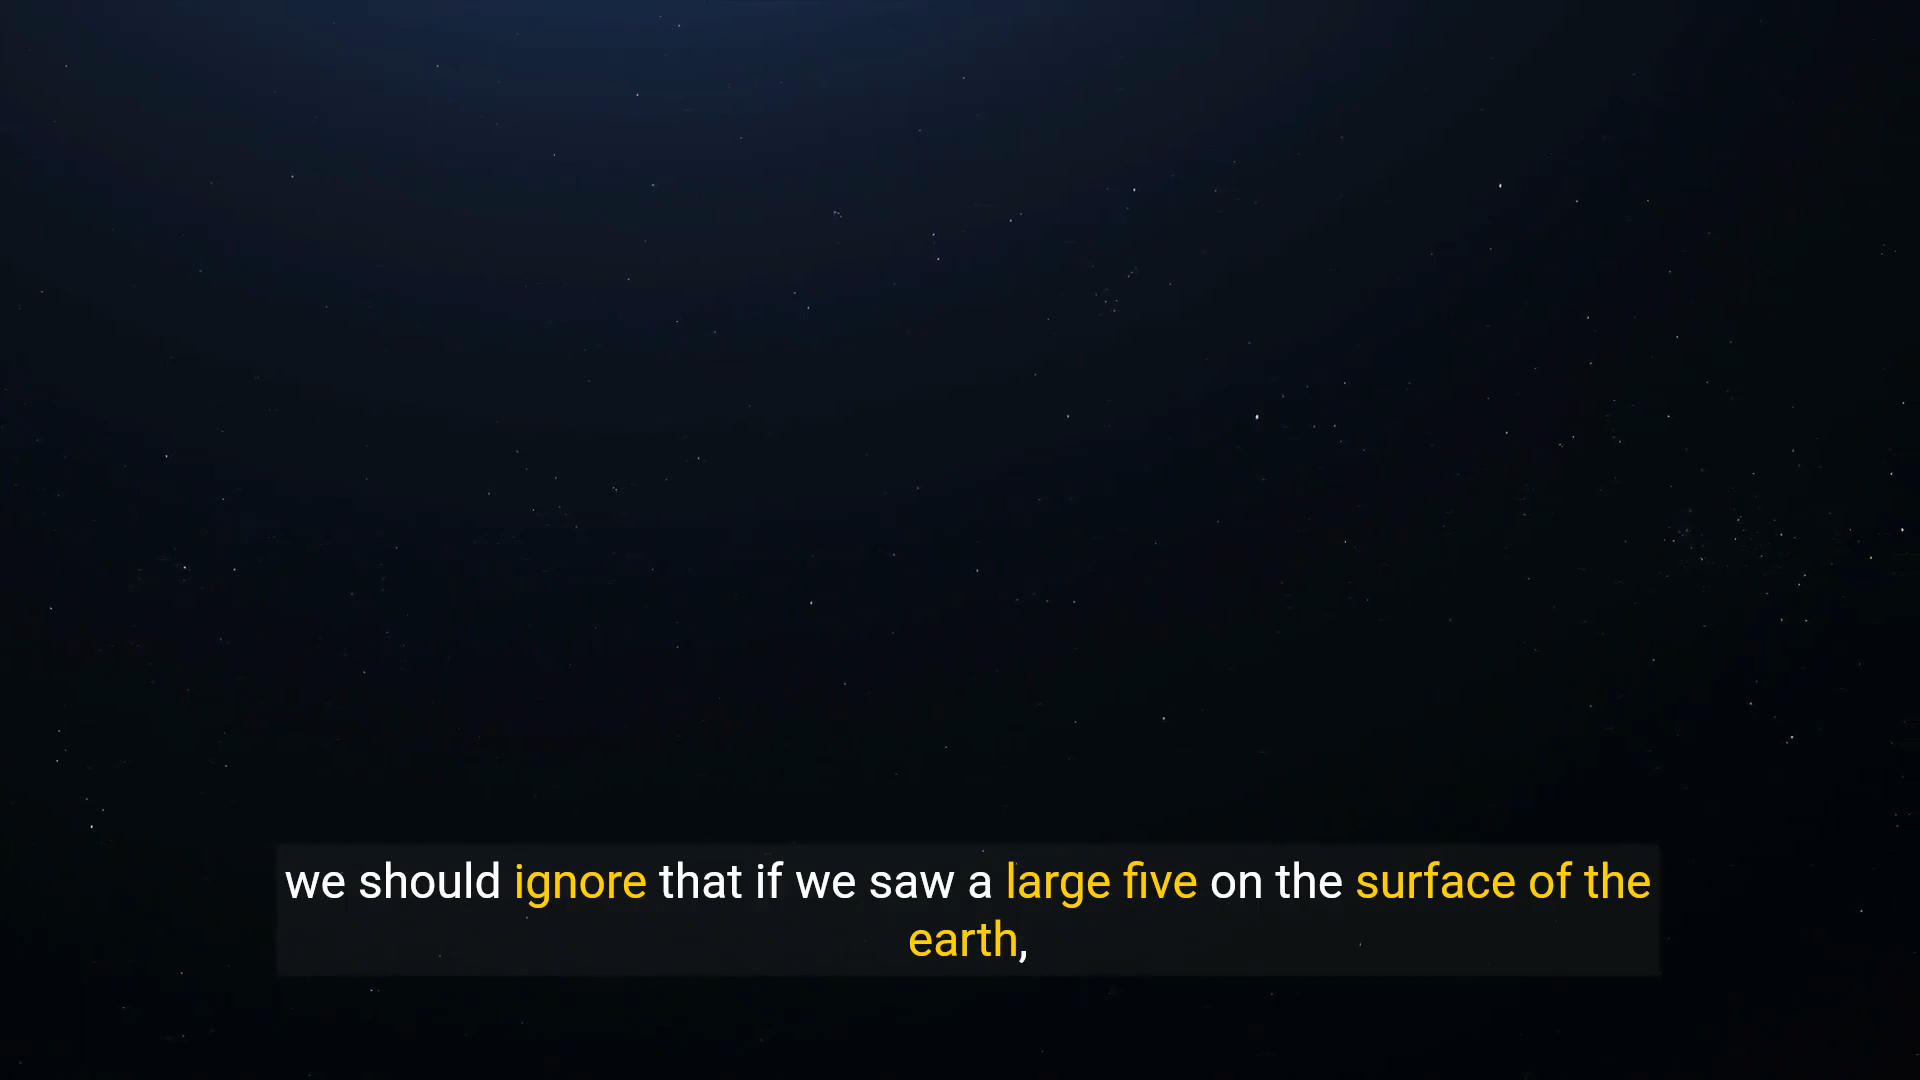 we should ignore that if we saw a large five on the surface of the
earth,